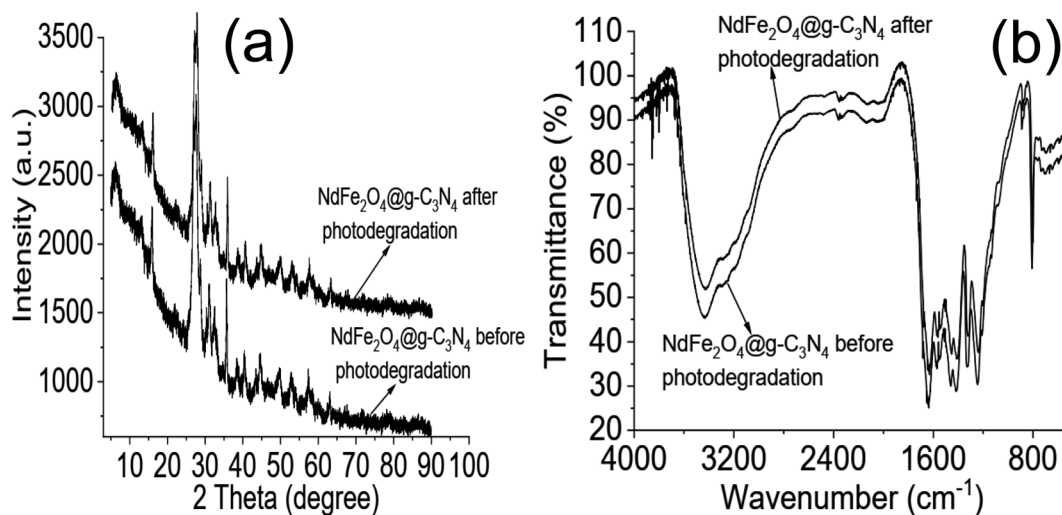 (a)
3500
3000
2500
2000
1500
1000
Intensity (a.u.)
NdFe₂O₄@g-C₃N₄ after
photodegradation
NdFe₂O₄@g-C₃N₄ before
photodegradation
10 20 30 40 50 60 70 80 90 100
2 Theta (degree)
(b)
110
100
90
80
70
60
50
40
30
20
Transmittance (%)
NdFe₂O₄@g-C₃N₄ after
photodegradation
NdFe₂O₄@g-C₃N₄ before
photodegradation
4000 3200 2400 1600 800
Wavenumber (cm⁻¹)